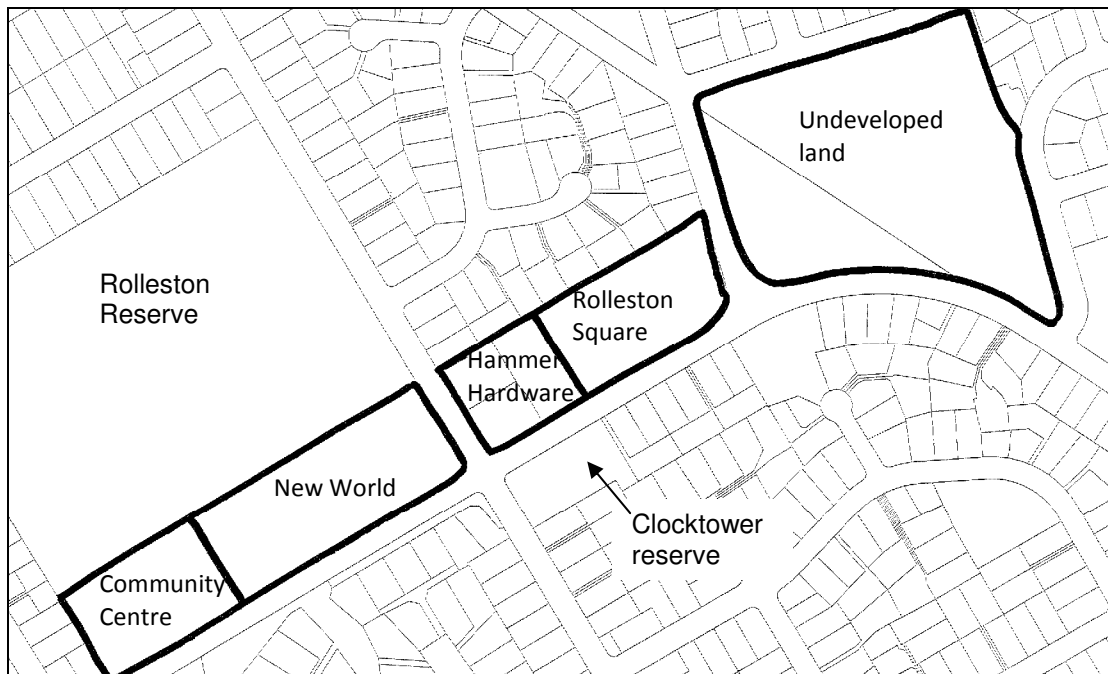 Undeveloped
land
Rolleston
Reserve
Rolleston
Square
Hammer
Hardware
New World
Clocktower
reserve
Community
Centre